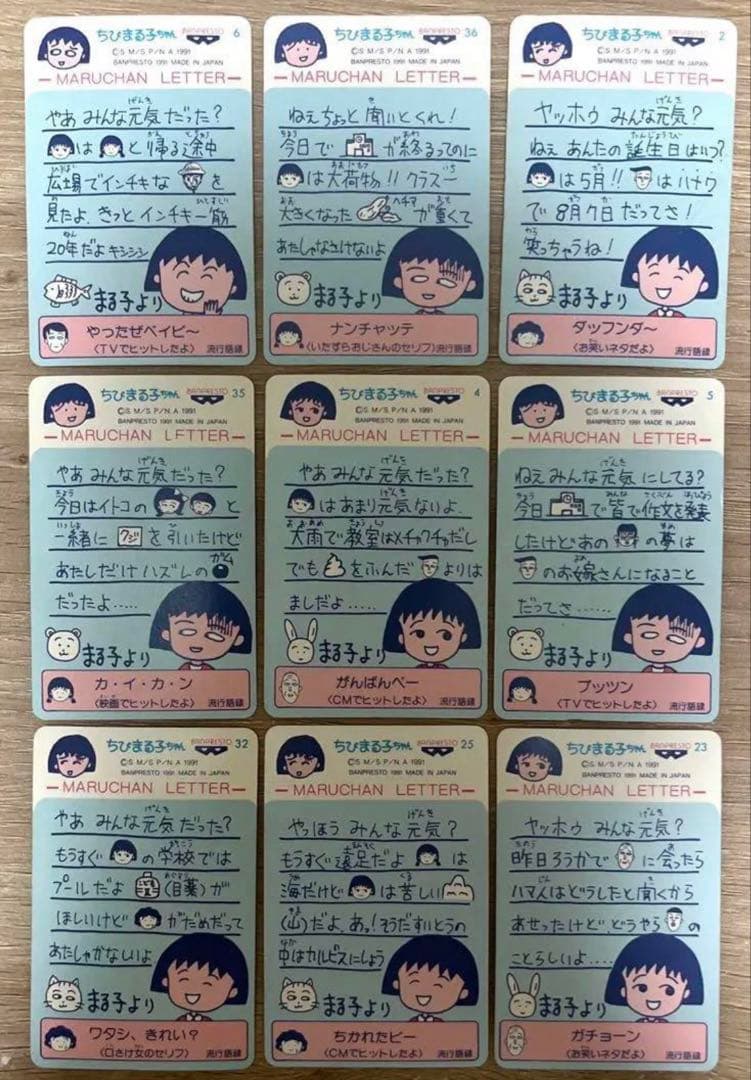 6
ちびまる子ちゃん BANPRESTO
©S M/S P/N.A 1991
BANPRESTO 1991 MADE IN JAPAN
MARUCHAN LETTER
やあ みんな元気だった?
は と帰る途中
広場でインチキな を
見たよ、きっとインチキ一筋
20年だよ キシシシ
まる子より
やったぜベイビ〜
〈TVでヒットしたよ〉 流行語録
36
ちびまる子ちゃん BANPRESTO
©S M/S P/N.A 1991
BANPRESTO 1991 MADE IN JAPAN
MARUCHAN LETTER
ねえちょっと聞いとくれ!
今日で が終るってのに
は大荷物!! クラス一
大きくなった ヘチマ が重くて
あたしゃなさけないよ
まる子より
ナンチャッテ
〈いたずらおじさんのセリフ〉流行語録
2
ちびまる子ちゃん BANPRESTO
©S M/S P/N.A 1991
BANPRESTO 1991 MADE IN JAPAN
MARUCHAN LETTER
ヤッホウ みんな元気?
ねえ あんたの誕生日はいつ?
は5月!! はハナワ
で 8月7日だってさ!
笑っちゃうね!
まる子より
ダッフンダ〜
〈お笑いネタだよ〉 流行語録
35
ちびまる子ちゃん BANPRESTO
©S M/S P/N.A 1991
BANPRESTO 1991 MADE IN JAPAN
MARUCHAN LETTER
やあ みんな元気だった?
今日はイトコの と
一緒に クジ を引いたけど
あたしだけ ハズレの ガム
だったよ……
まる子より
カ・イ・カ・ン
〈映画でヒットしたよ〉 流行語録
4
ちびまる子ちゃん BANPRESTO
©S M/S P/N.A 1991
BANPRESTO 1991 MADE IN JAPAN
MARUCHAN LETTER
やあ みんな元気だった?
はあまり元気ないよ、
大雨で教室はメチャクチャだし
でも をふんだ よりは
ましだよ……
まる子より
がんばんべー
〈CMでヒットしたよ〉 流行語録
5
ちびまる子ちゃん BANPRESTO
©S M/S P/N.A 1991
BANPRESTO 1991 MADE IN JAPAN
MARUCHAN LETTER
ねえ みんな元気にしてる?
今日 で皆で作文を発表
したけどあの の夢は
のお嫁さんになること
だってさ……
まる子より
プッツン
〈TVでヒットしたよ〉 流行語録
32
ちびまる子ちゃん BANPRESTO
©S M/S P/N.A 1991
BANPRESTO 1991 MADE IN JAPAN
MARUCHAN LETTER
やあ みんな元気だった?
もうすぐ の学校では
プールだよ (目薬)が
ほしいけど がだめだって
あたしゃかなしいよ
まる子より
ワタシ、きれい?
〈口さけ女のセリフ〉 流行語録
25
ちびまる子ちゃん BANPRESTO
©S M/S P/N.A 1991
BANPRESTO 1991 MADE IN JAPAN
MARUCHAN LETTER
やっほう みんな元気?
もうすぐ遠足だよ は
海だけど は苦しい
(山)だよ、あっ!そうだすいとうの
中はカルピスにしよう
まる子より
ちかれたビー
〈CMでヒットしたよ〉 流行語録
23
ちびまる子ちゃん BANPRESTO
©S M/S P/N.A 1991
BANPRESTO 1991 MADE IN JAPAN
MARUCHAN LETTER
ヤッホウ みんな元気?
昨日ろうかで に会ったら
ハマんはどうしたと聞くから
あせったけど どうやら の
ことらしいよ……
まる子より
ガチョーン
〈お笑いネタだよ〉 流行語録